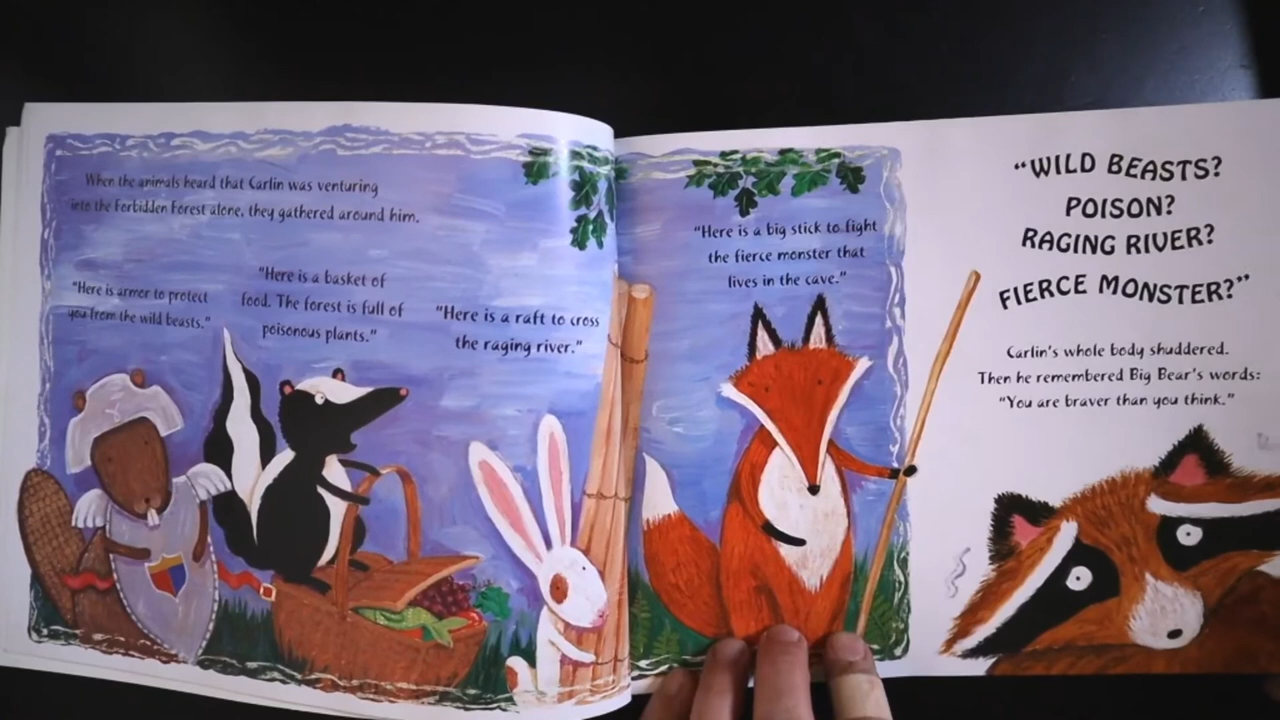 When the animals heard that Carlin was venturing
into the Forbidden Forest alone, they gathered around him.
"Here is armor to protect
you from the wild beasts."
"Here is a basket of
food. The forest is full of
poisonous plants."
"Here is a raft to cross
the raging river."
"Here is a big stick to fight
the fierce monster that
lives in the cave."
"WILD BEASTS?
POISON?
RAGING RIVER?
FIERCE MONSTER?"
Carlin's whole body shuddered.
Then he remembered Big Bear's words:
"You are braver than you think."